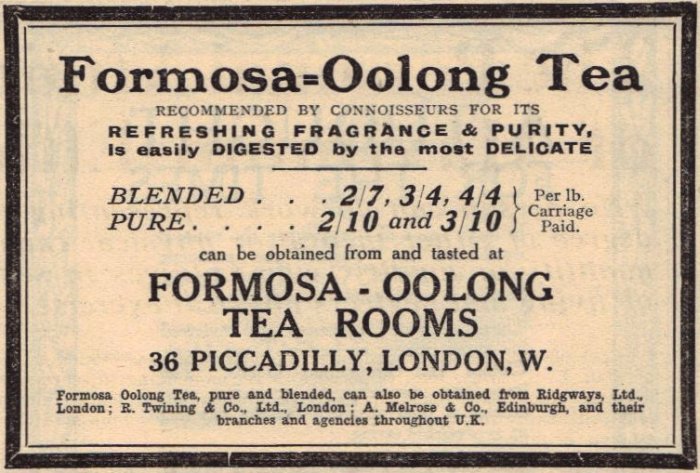 Formosa=Oolong Tea
RECOMMENDED BY CONNOISSEURS FOR ITS
REFRESHING FRAGRANCE & PURITY,
is easily DIGESTED by the most DELICATE
BLENDED . . . 2/7, 3/4, 4/4 } Per lb.
PURE . . . . . 2/10 and 3/10 } Carriage Paid.
can be obtained from and tasted at
FORMOSA - OOLONG
TEA ROOMS
36 PICCADILLY, LONDON, W.
Formosa Oolong Tea, pure and blended, can also be obtained from Ridgways, Ltd.,
London; R. Twining & Co., Ltd., London; A. Melrose & Co., Edinburgh, and their
branches and agencies throughout U.K.